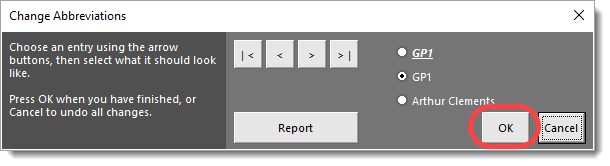 Change Abbreviations
Choose an entry using the arrow
buttons, then select what it should look
like.
Press OK when you have finished, or
Cancel to undo all changes.
|< < > >|
GP1
GP1
Arthur Clements
Report
OK
Cancel